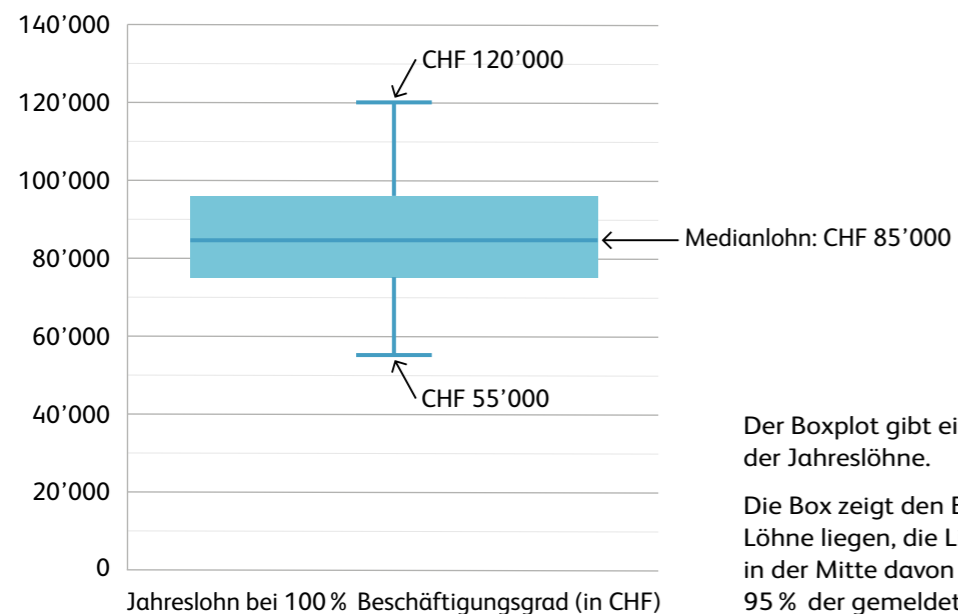 140’000
CHF 120’000
120’000
100’000
Medianlohn: CHF 85’000
80’000
60’000
CHF 55’000
40’000
20’000
0
Jahreslohn bei 100 % Beschäftigungsgrad (in CHF)
Der Boxplot gibt ei
der Jahreslöhne.
Die Box zeigt den
Löhne liegen, die L
in der Mitte davon
95 % der gemeldet